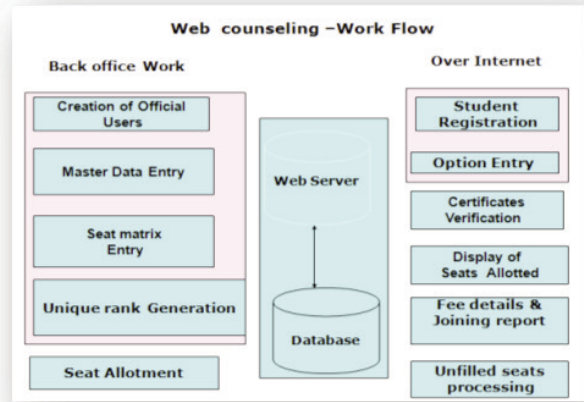 Web counseling –Work Flow
Back office Work
Creation of Official
Users
Master Data Entry
Seat matrix
Entry
Unique rank Generation
Seat Allotment
Web Server
Database
Over Internet
Student
Registration
Option Entry
Certificates
Verification
Display of
Seats Allotted
Fee details &
Joining report
Unfilled seats
processing